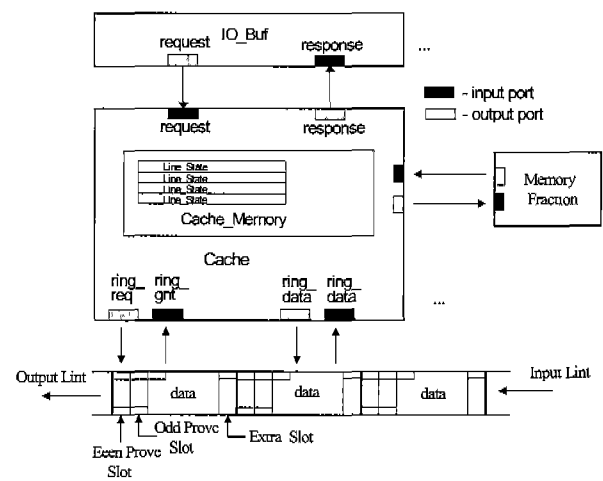 IO_Buf
request
response
...
- input port
- output port
request
response
Line_State
Line_State
Line_State
Line_State
Cache_Memory
Memory
Fraction
Cache
ring_
req
ring_
gnt
ring_
data
ring_
data
...
Output Lint
Input Lint
data
data
data
Odd Prove
Slot
Extra Slot
Eeen Prove
Slot